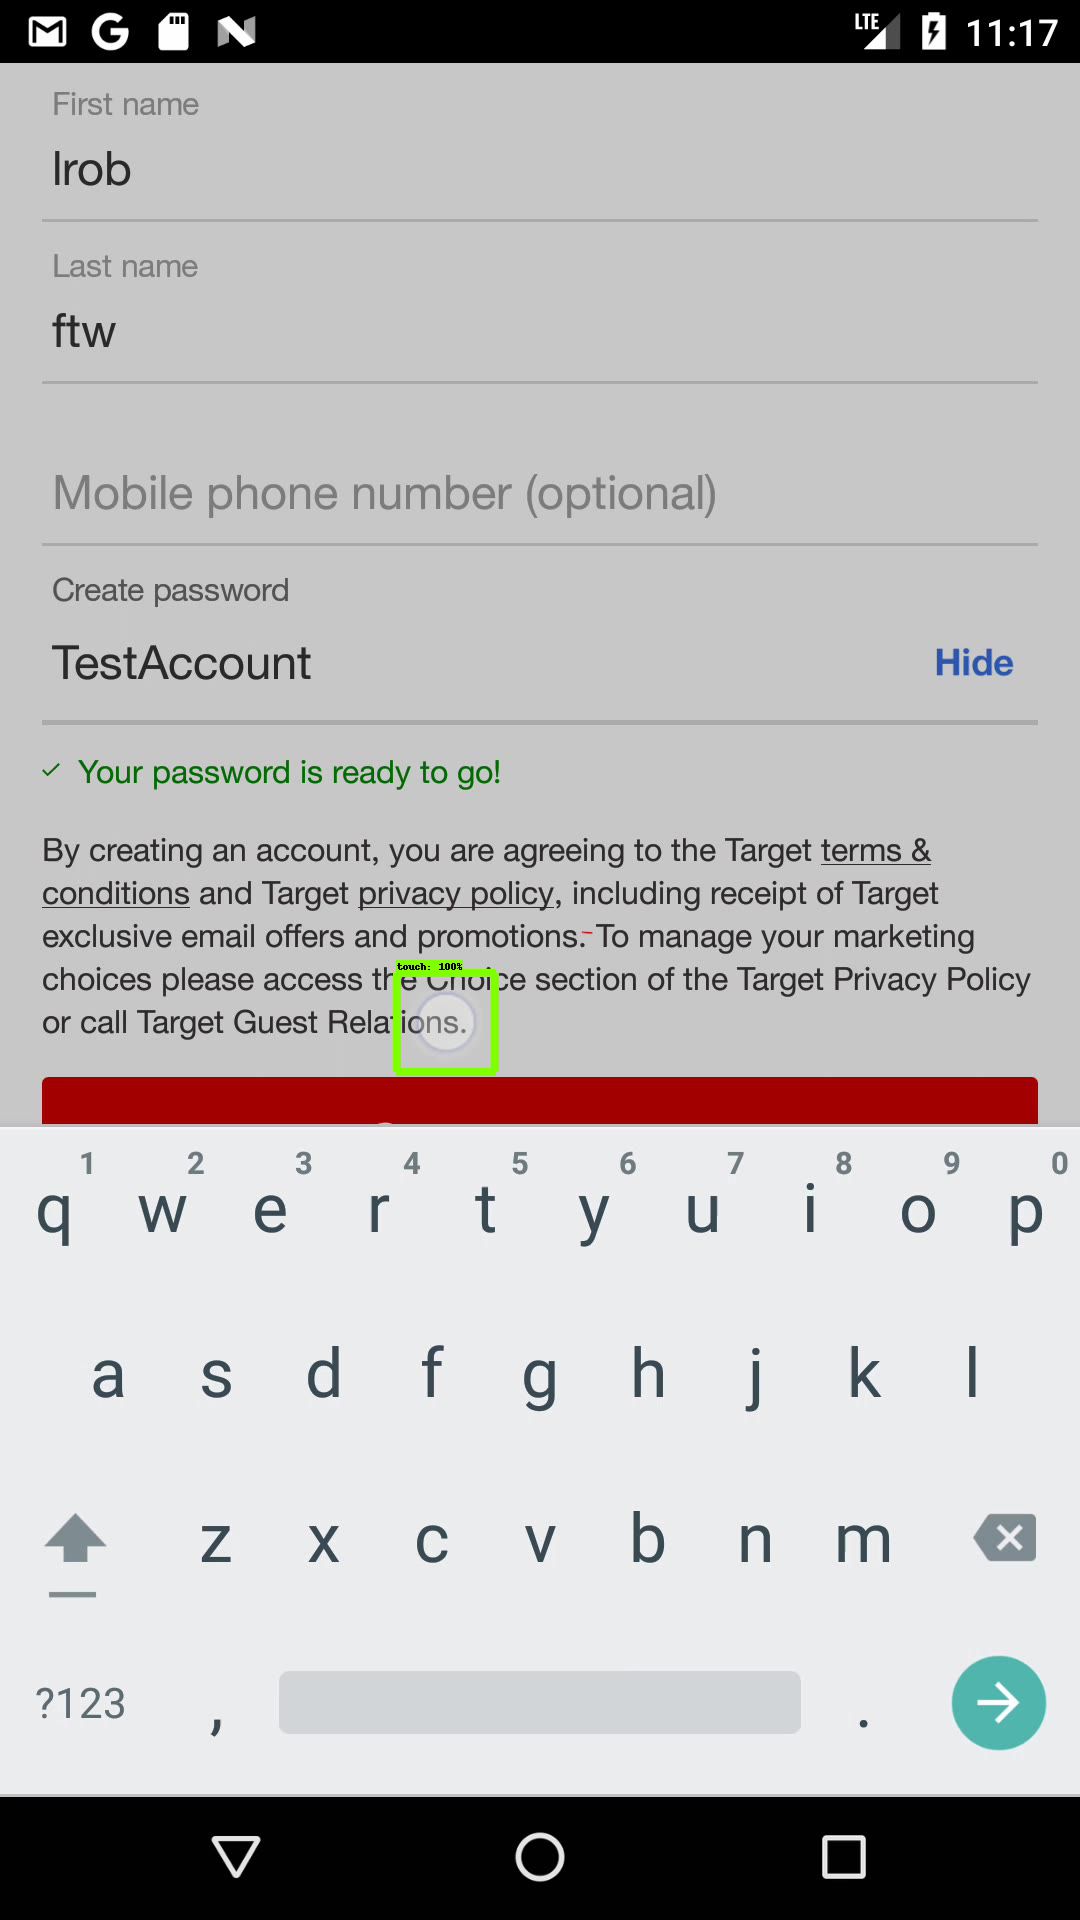 LTE 11:17
First name
lrob
Last name
ftw
Mobile phone number (optional)
Create password
TestAccount
Hide
Your password is ready to go!
By creating an account, you are agreeing to the Target terms &
conditions and Target privacy policy, including receipt of Target
exclusive email offers and promotions. To manage your marketing
choices please access the Choice section of the Target Privacy Policy
or call Target Guest Relations.
touch: 100%
1 2 3 4 5 6 7 8 9 0
q w e r t y u i o p
a s d f g h j k l
z x c v b n m
?123 , .